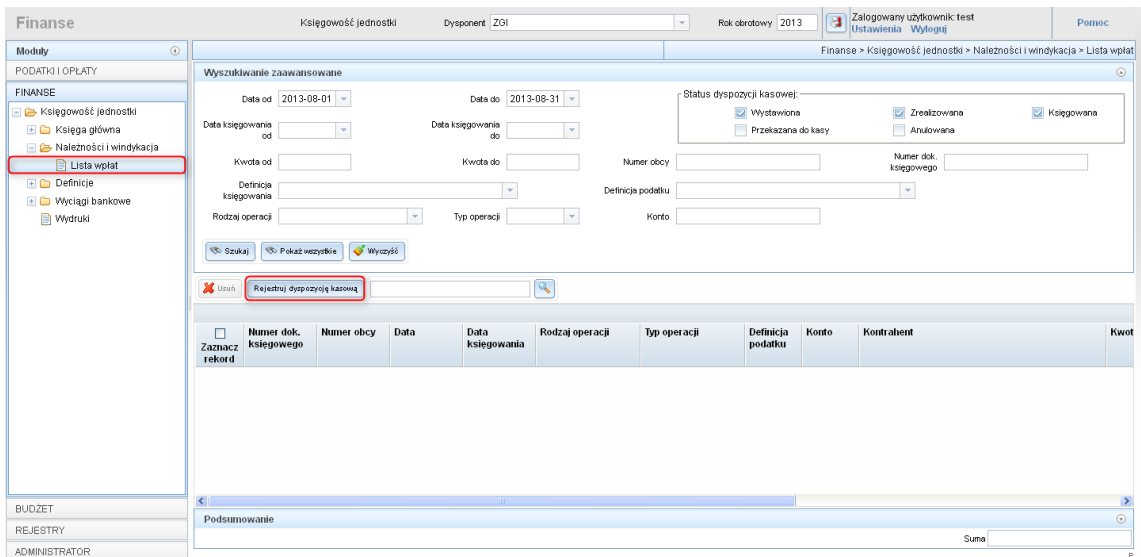 Finanse
Księgowość jednostki
Dysponent ZGI
Rok obrotowy 2013
Zalogowany użytkownik: test
Ustawienia Wyloguj
Pomoc
Moduły
Finanse > Księgowość jednostki > Należności i windykacja > Lista wpłat
PODATKI I OPŁATY
FINANSE
Księgowość jednostki
Księga główna
Należności i windykacja
Lista wpłat
Definicje
Wyciągi bankowe
Wydruki
BUDŻET
REJESTRY
ADMINISTRATOR
Wyszukiwanie zaawansowane
Data od 2013-08-01
Data do 2013-08-31
Status dyspozycji kasowej:
Wystawiona
Zrealizowana
Księgowana
Przekazana do kasy
Anulowana
Data księgowania
od
Data księgowania
do
Kwota od
Kwota do
Numer obcy
Numer dok.
księgowego
Definicja
księgowania
Definicja podatku
Rodzaj operacji
Typ operacji
Konto
Szukaj
Pokaż wszystkie
Wyczyść
Usuń
Rejestruj dyspozycję kasową
Zaznacz
rekord
Numer dok.
księgowego
Numer obcy
Data
Data
księgowania
Rodzaj operacji
Typ operacji
Definicja
podatku
Konto
Kontrahent
Kwot
Podsumowanie
Suma